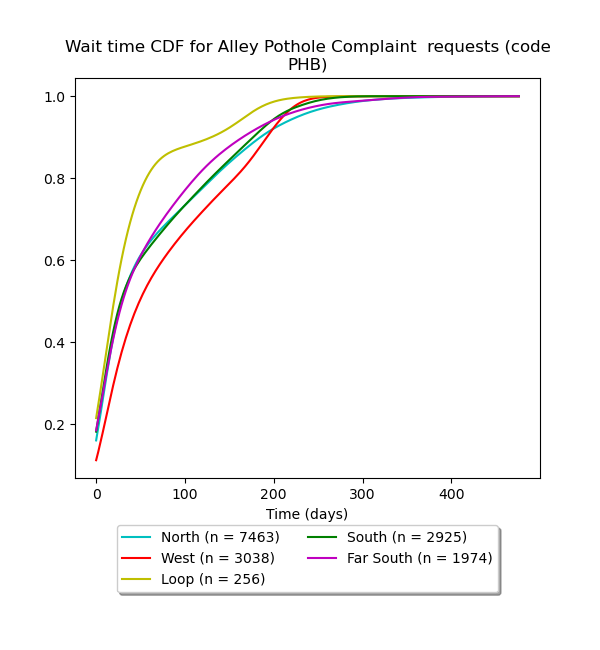 Wait time CDF for Alley Pothole Complaint  requests (code
PHB)
1.0
0.8
0.6
0.4
0.2
0 100 200 300 400
Time (days)
North (n = 7463) South (n = 2925)
West (n = 3038) Far South (n = 1974)
Loop (n = 256)